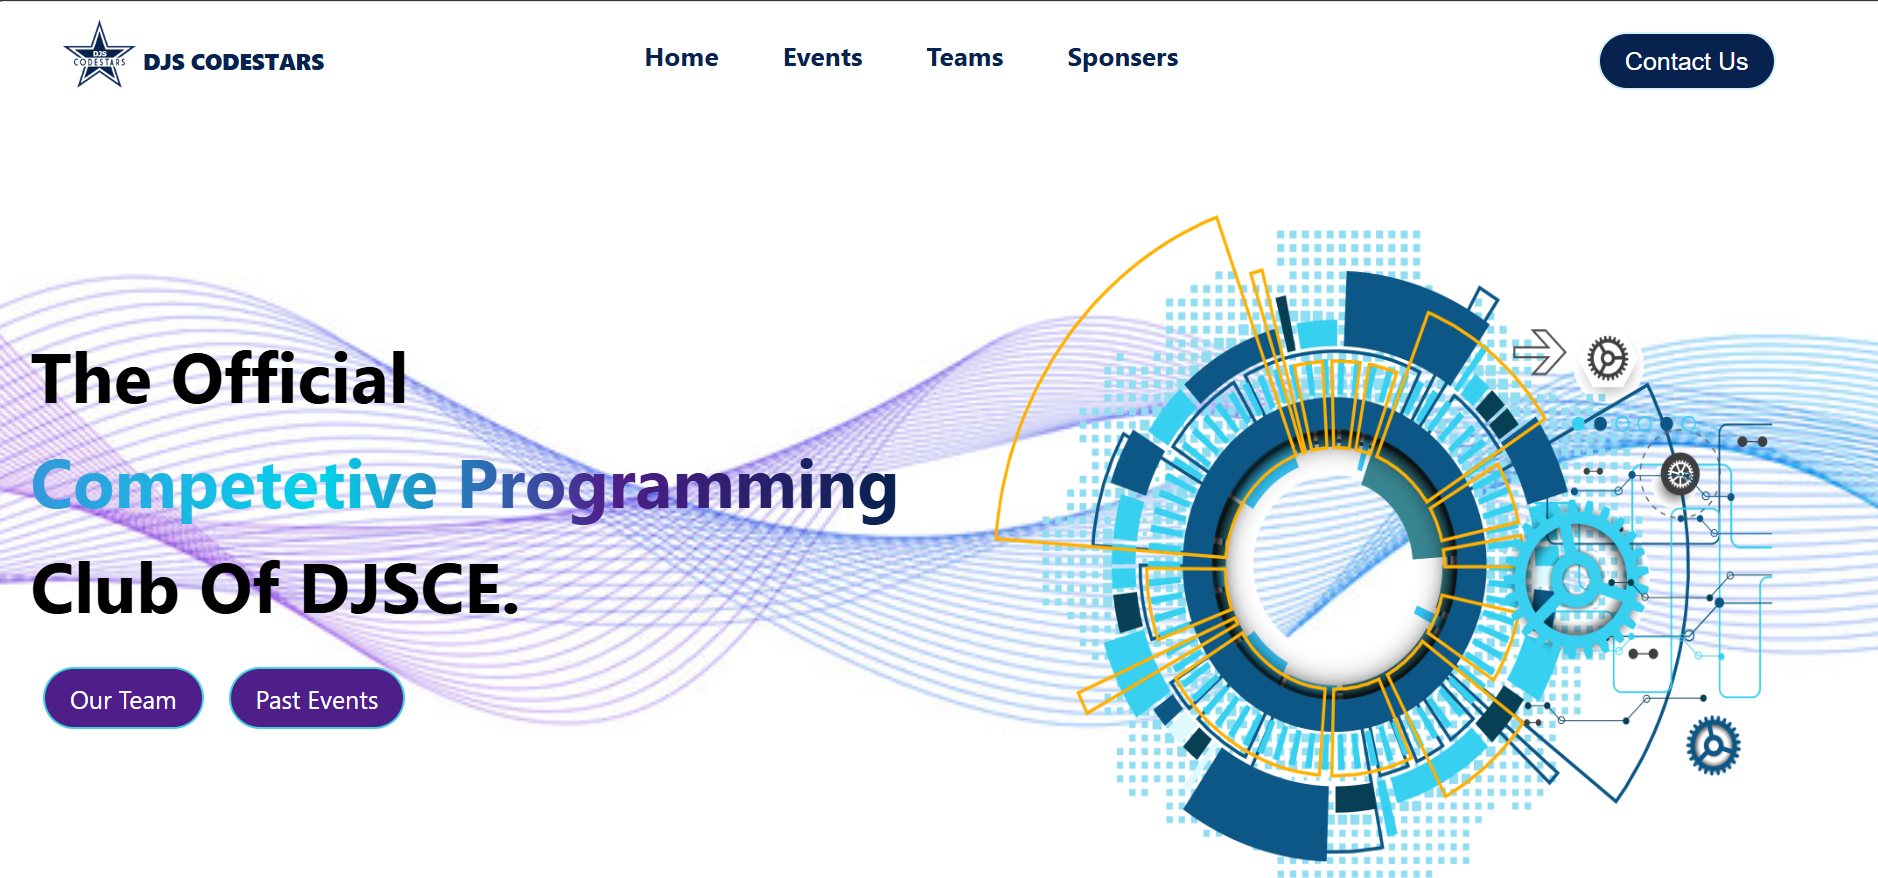 DJS
CODESTARS
DJS CODESTARS
Home
Events
Teams
Sponsers
Contact Us
The Official
Competetive Programming
Club Of DJSCE.
Our Team
Past Events